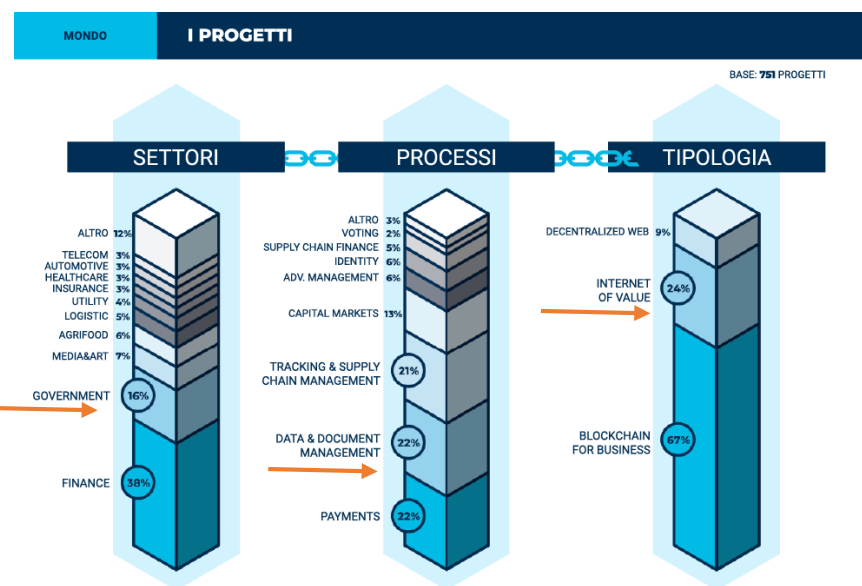 MONDO
I PROGETTI
BASE: 751 PROGETTI
SETTORI
ALTRO 12%
TELECOM 3%
AUTOMOTIVE 3%
HEALTHCARE 3%
INSURANCE 3%
UTILITY 4%
LOGISTIC 5%
AGRIFOOD 6%
MEDIA&ART 7%
GOVERNMENT 16%
FINANCE 38%
PROCESSI
ALTRO 3%
VOTING 2%
SUPPLY CHAIN FINANCE 5%
IDENTITY 6%
ADV. MANAGEMENT 6%
CAPITAL MARKETS 13%
TRACKING & SUPPLY
CHAIN MANAGEMENT
21%
DATA & DOCUMENT
MANAGEMENT
22%
PAYMENTS 22%
TIPOLOGIA
DECENTRALIZED WEB 9%
INTERNET
OF VALUE
24%
BLOCKCHAIN
FOR BUSINESS
67%